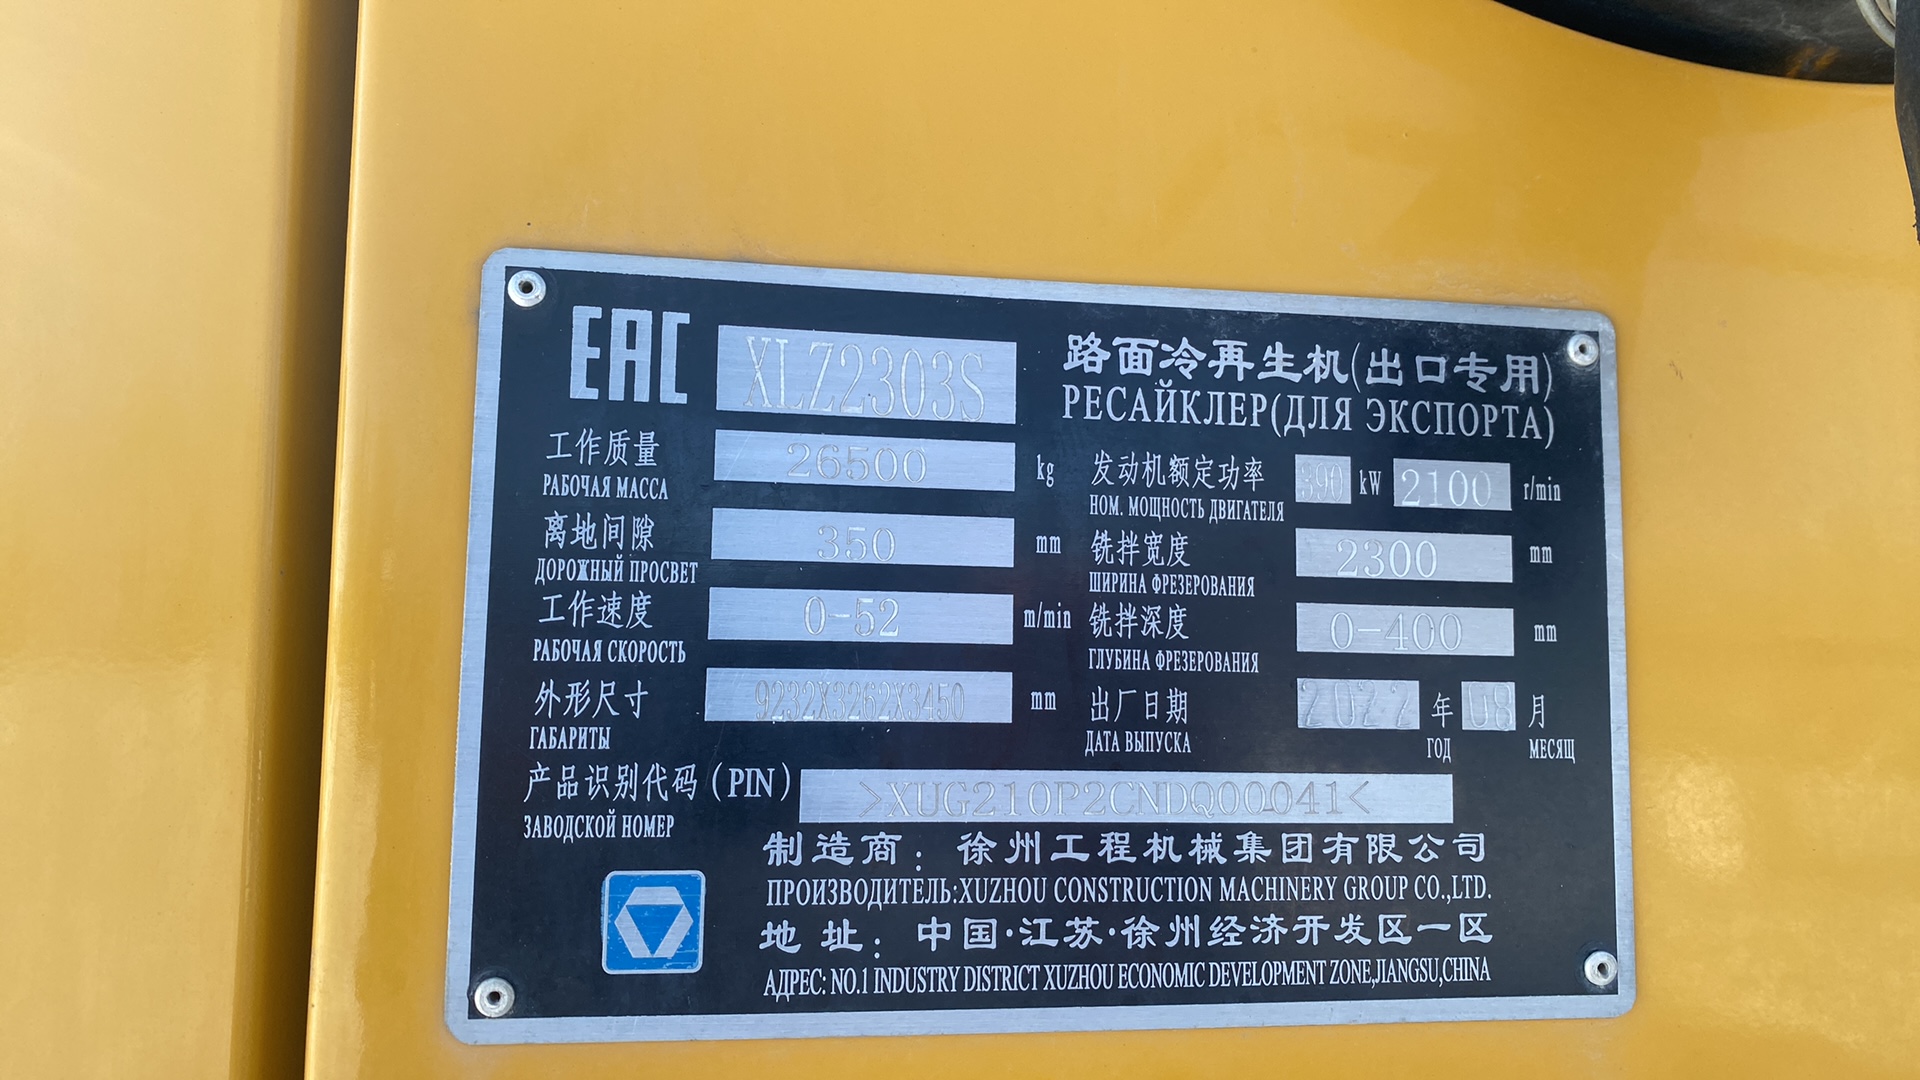 EAC XLZ2303S 路面冷再生机(出口专用)
РЕСАЙКЛЕР(ДЛЯ ЭКСПОРТА)
工作质量 26500 kg
РАБОЧАЯ МАССА
发动机额定功率 390 kW 2100 r/min
НОМ. МОЩНОСТЬ ДВИГАТЕЛЯ
离地间隙 350 mm
ДОРОЖНЫЙ ПРОСВЕТ
铣拌宽度 2300 mm
ШИРИНА ФРЕЗЕРОВАНИЯ
工作速度 0-52 m/min
РАБОЧАЯ СКОРОСТЬ
铣拌深度 0-400 mm
ГЛУБИНА ФРЕЗЕРОВАНИЯ
外形尺寸 9232X3262X3450 mm
ГАБАРИТЫ
出厂日期 2022 年 08 月
ДАТА ВЫПУСКА ГОД МЕСЯЩ
产品识别代码(PIN) >XUG210P2CNDQ00041<
ЗАВОДСКОЙ НОМЕР
制造商: 徐州工程机械集团有限公司
ПРОИЗВОДИТЕЛЬ:XUZHOU CONSTRUCTION MACHINERY GROUP CO.,LTD.
地址: 中国·江苏·徐州经济开发区一区
АДРЕС: NO.1 INDUSTRY DISTRICT XUZHOU ECONOMIC DEVELOPMENT ZONE,JIANGSU,CHINA